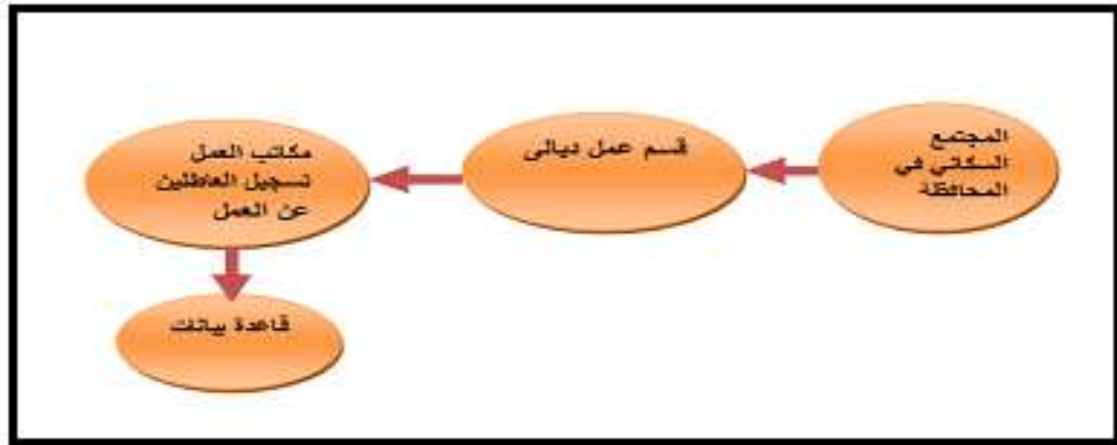 المجتمع
السكاني في
المحافظة
قسم عمل ديالى
مكاتب العمل
تسجيل العاطلين
عن العمل
قاعدة بيانات